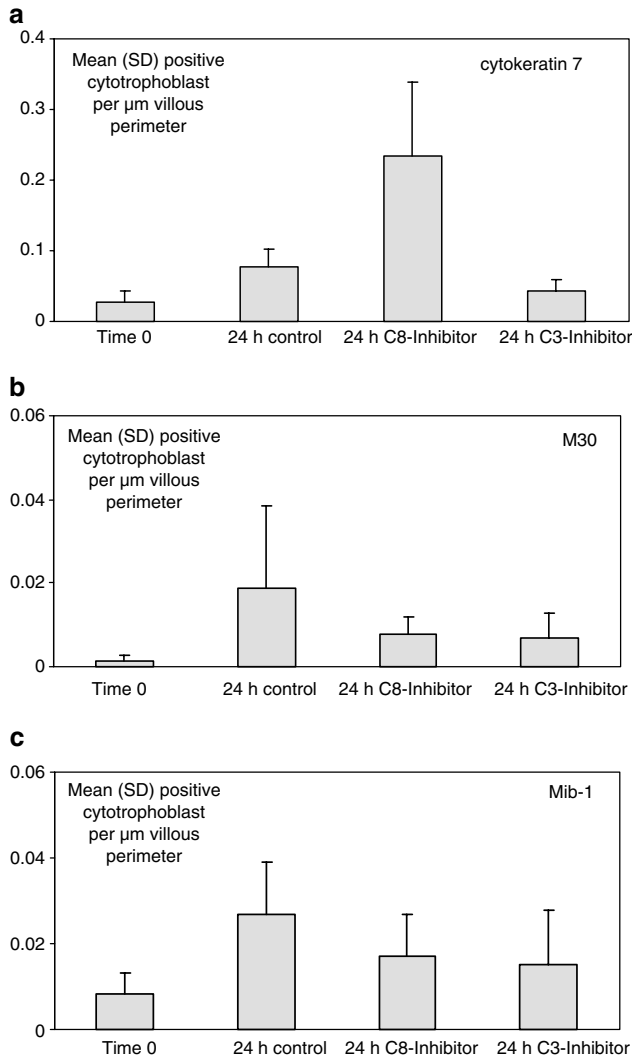 a
0.4
Mean (SD) positive
cytotrophoblast
per µm villous
perimeter
cytokeratin 7
0.3
0.2
0.1
0
Time 0 24 h control 24 h C8-Inhibitor 24 h C3-Inhibitor
b
0.06
Mean (SD) positive
cytotrophoblast
per µm villous
perimeter
M30
0.04
0.02
0
Time 0 24 h control 24 h C8-Inhibitor 24 h C3-Inhibitor
c
0.06
Mean (SD) positive
cytotrophoblast
per µm villous
perimeter
Mib-1
0.04
0.02
0
Time 0 24 h control 24 h C8-Inhibitor 24 h C3-Inhibitor